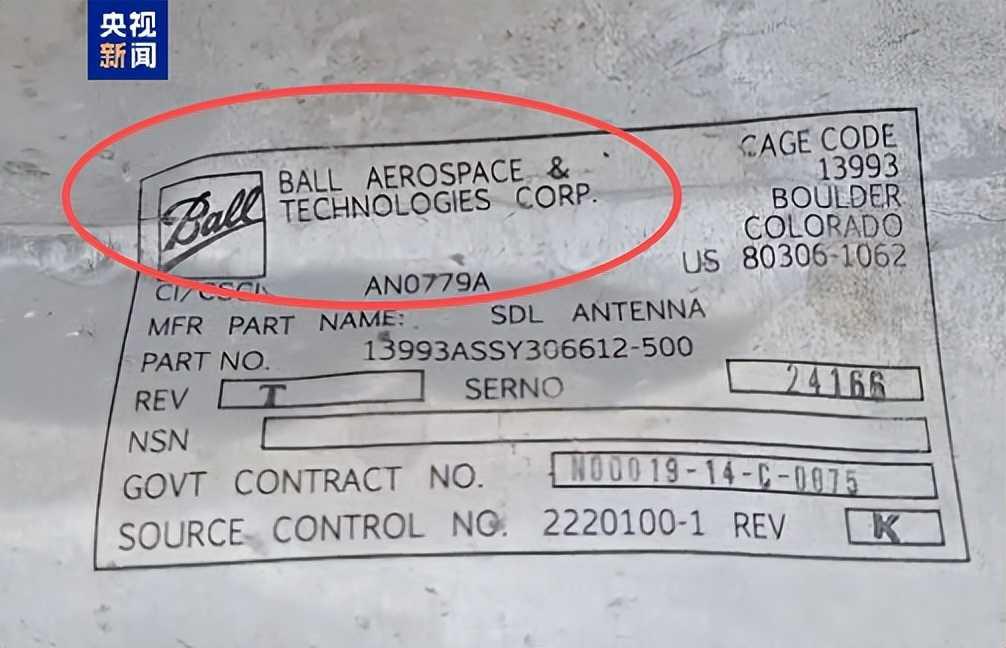 央视
新闻
Ball
BALL AEROSPACE &
TECHNOLOGIES CORP.
CAGE CODE
13993
BOULDER
COLORADO
US 80306-1062
CI/CSCI AN0779A
MFR PART NAME: SDL ANTENNA
PART NO. 13993ASSY306612-500
REV T SERNO 24166
NSN
GOVT CONTRACT NO. N00019-14-C-0075
SOURCE CONTROL NO. 2220100-1 REV K